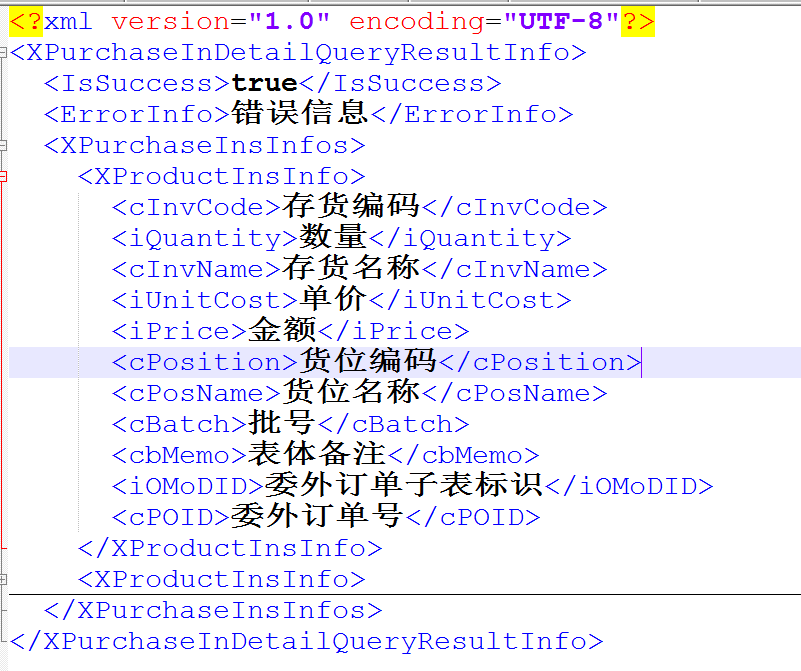 <?xml version="1.0" encoding="UTF-8"?>
<XPurchaseInDetailQueryResultInfo>
<IsSuccess>true</IsSuccess>
<ErrorInfo>错误信息</ErrorInfo>
<XPurchaseInsInfos>
<XProductInsInfo>
<cInvCode>存货编码</cInvCode>
<iQuantity>数量</iQuantity>
<cInvName>存货名称</cInvName>
<iUnitCost>单价</iUnitCost>
<iPrice>金额</iPrice>
<cPosition>货位编码</cPosition>
<cPosName>货位名称</cPosName>
<cBatch>批号</cBatch>
<cbMemo>表体备注</cbMemo>
<iOMoDID>委外订单子表标识</iOMoDID>
<cPOID>委外订单号</cPOID>
</XProductInsInfo>
<XProductInsInfo>
</XPurchaseInsInfos>
</XPurchaseInDetailQueryResultInfo>